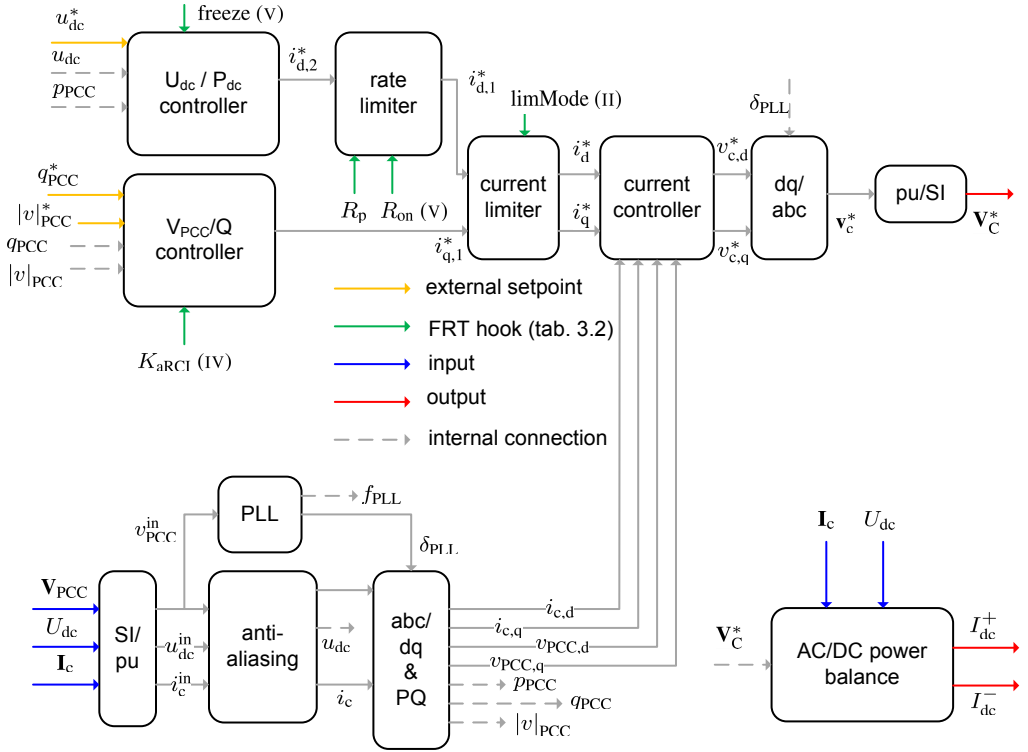 u*dc
freeze (V)
udc
pPCC
Udc / Pdc
controller
i*d,2
rate
limiter
i*d,1
limMode (II)
δPLL
q*PCC
|v|*PCC
qPCC
|v|PCC
VPCC/Q
controller
Rp
Ron (V)
i*q,1
current
limiter
i*d
i*q
current
controller
v*c,d
v*c,q
dq/
abc
v*c
pu/SI
V*C
KaRCI (IV)
external setpoint
FRT hook (tab. 3.2)
input
output
internal connection
PLL
fPLL
vinPCC
δPLL
VPCC
Udc
Ic
SI/
pu
uindc
iinc
anti-
aliasing
udc
ic
abc/
dq
&
PQ
ic,d
ic,q
vPCC,d
vPCC,q
pPCC
qPCC
|v|PCC
Ic
Udc
V*C
AC/DC power
balance
I+dc
I−dc